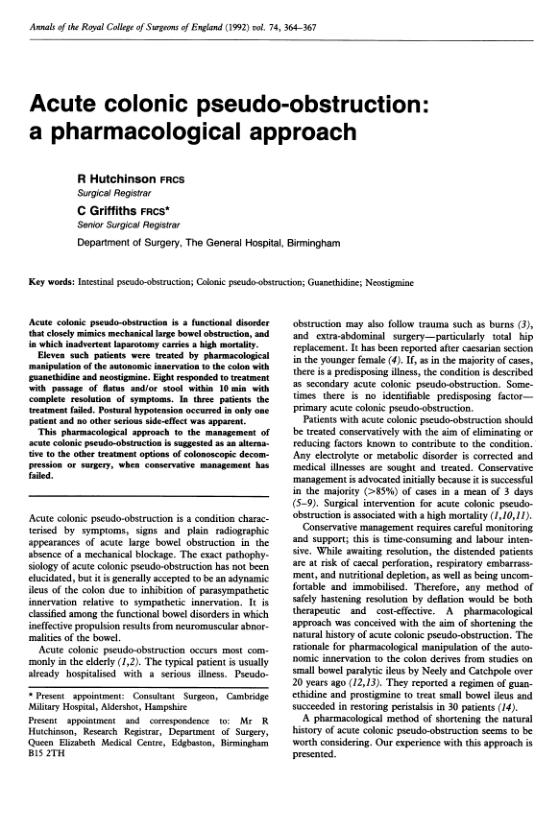 Annals of the Royal College of Surgeons of England (1992) vol. 74, 364–367
Acute colonic pseudo-obstruction:
a pharmacological approach
R Hutchinson FRCS
Surgical Registrar
C Griffiths FRCS*
Senior Surgical Registrar
Department of Surgery, The General Hospital, Birmingham
Key words: Intestinal pseudo-obstruction; Colonic pseudo-obstruction; Guanethidine; Neostigmine
Acute colonic pseudo-obstruction is a functional disorder
that closely mimics mechanical large bowel obstruction, and
in which inadvertent laparotomy carries a high mortality.
Eleven such patients were treated by pharmacological
manipulation of the autonomic innervation to the colon with
guanethidine and neostigmine. Eight responded to treatment
with passage of flatus and/or stool within 10 min with
complete resolution of symptoms. In three patients the
treatment failed. Postural hypotension occurred in only one
patient and no other serious side-effect was apparent.
This pharmacological approach to the management of
acute colonic pseudo-obstruction is suggested as an alterna-
tive to the other treatment options of colonoscopic decom-
pression or surgery, when conservative management has
failed.
Acute colonic pseudo-obstruction is a condition charac-
terised by symptoms, signs and plain radiographic
appearances of acute large bowel obstruction in the
absence of a mechanical blockage. The exact pathophy-
siology of acute colonic pseudo-obstruction has not been
elucidated, but it is generally accepted to be an adynamic
ileus of the colon due to inhibition of parasympathetic
innervation relative to sympathetic innervation. It is
classified among the functional bowel disorders in which
ineffective propulsion results from neuromuscular abnor-
malities of the bowel.
Acute colonic pseudo-obstruction occurs most com-
monly in the elderly (1,2). The typical patient is usually
already hospitalised with a serious illness. Pseudo-
* Present appointment: Consultant Surgeon, Cambridge
Military Hospital, Aldershot, Hampshire
Present appointment and correspondence to: Mr R
Hutchinson, Research Registrar, Department of Surgery,
Queen Elizabeth Medical Centre, Edgbaston, Birmingham
B15 2TH
obstruction may also follow trauma such as burns (3),
and extra-abdominal surgery—particularly total hip
replacement. It has been reported after caesarian section
in the younger female (4). If, as in the majority of cases,
there is a predisposing illness, the condition is described
as secondary acute colonic pseudo-obstruction. Some-
times there is no identifiable predisposing factor—
primary acute colonic pseudo-obstruction.
Patients with acute colonic pseudo-obstruction should
be treated conservatively with the aim of eliminating or
reducing factors known to contribute to the condition.
Any electrolyte or metabolic disorder is corrected and
medical illnesses are sought and treated. Conservative
management is advocated initially because it is successful
in the majority (>85%) of cases in a mean of 3 days
(5–9). Surgical intervention for acute colonic pseudo-
obstruction is associated with a high mortality (1,10,11).
Conservative management requires careful monitoring
and support; this is time-consuming and labour inten-
sive. While awaiting resolution, the distended patients
are at risk of caecal perforation, respiratory embarrass-
ment, and nutritional depletion, as well as being uncom-
fortable and immobilised. Therefore, any method of
safely hastening resolution by deflation would be both
therapeutic and cost-effective. A pharmacological
approach was conceived with the aim of shortening the
natural history of acute colonic pseudo-obstruction. The
rationale for pharmacological manipulation of the auto-
nomic innervation to the colon derives from studies on
small bowel paralytic ileus by Neely and Catchpole over
20 years ago (12,13). They reported a regimen of guan-
ethidine and prostigmine to treat small bowel ileus and
succeeded in restoring peristalsis in 30 patients (14).
A pharmacological method of shortening the natural
history of acute colonic pseudo-obstruction seems to be
worth considering. Our experience with this approach is
presented.